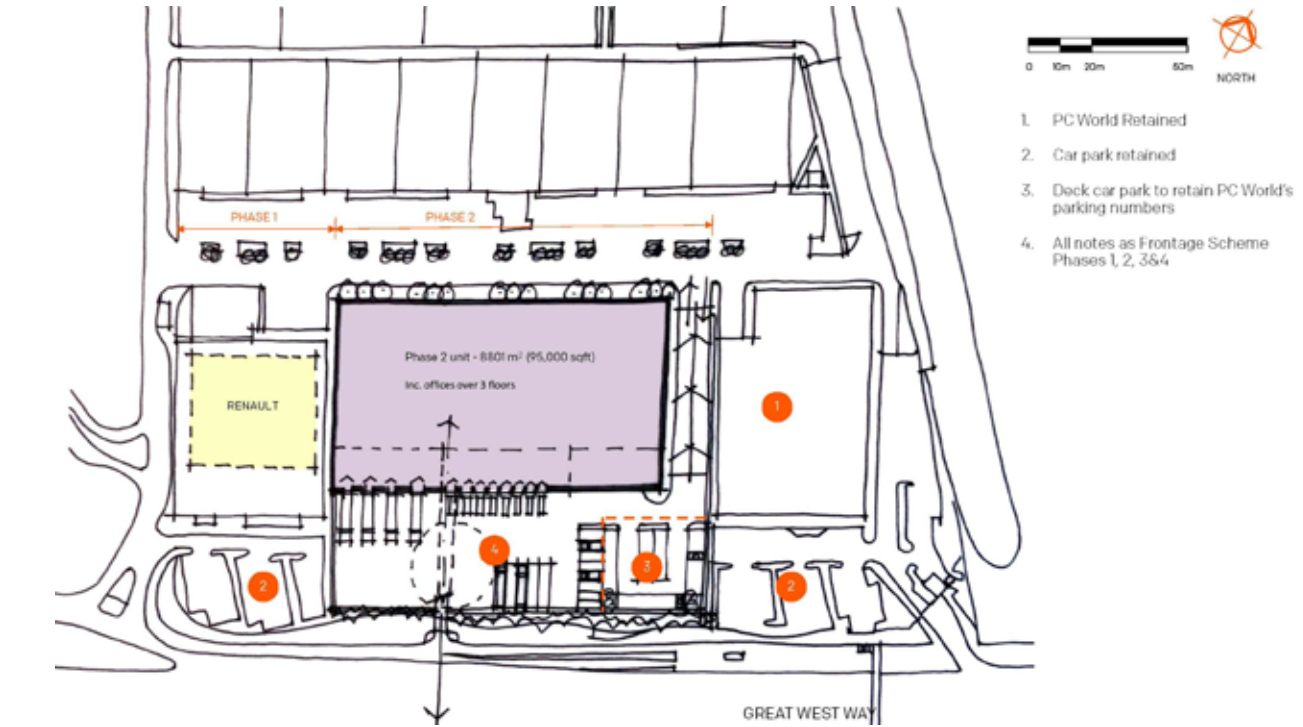 0 10m 20m 50m
NORTH
1. PC World Retained
2. Car park retained
3. Deck car park to retain PC World's
parking numbers
4. All notes as Frontage Scheme
Phases 1, 2, 3&4
PHASE 1
PHASE 2
Phase 2 unit - 8801 m² (95,000 sqft)
Inc. offices over 3 floors
RENAULT
1
4
3
2
2
GREAT WEST WAY